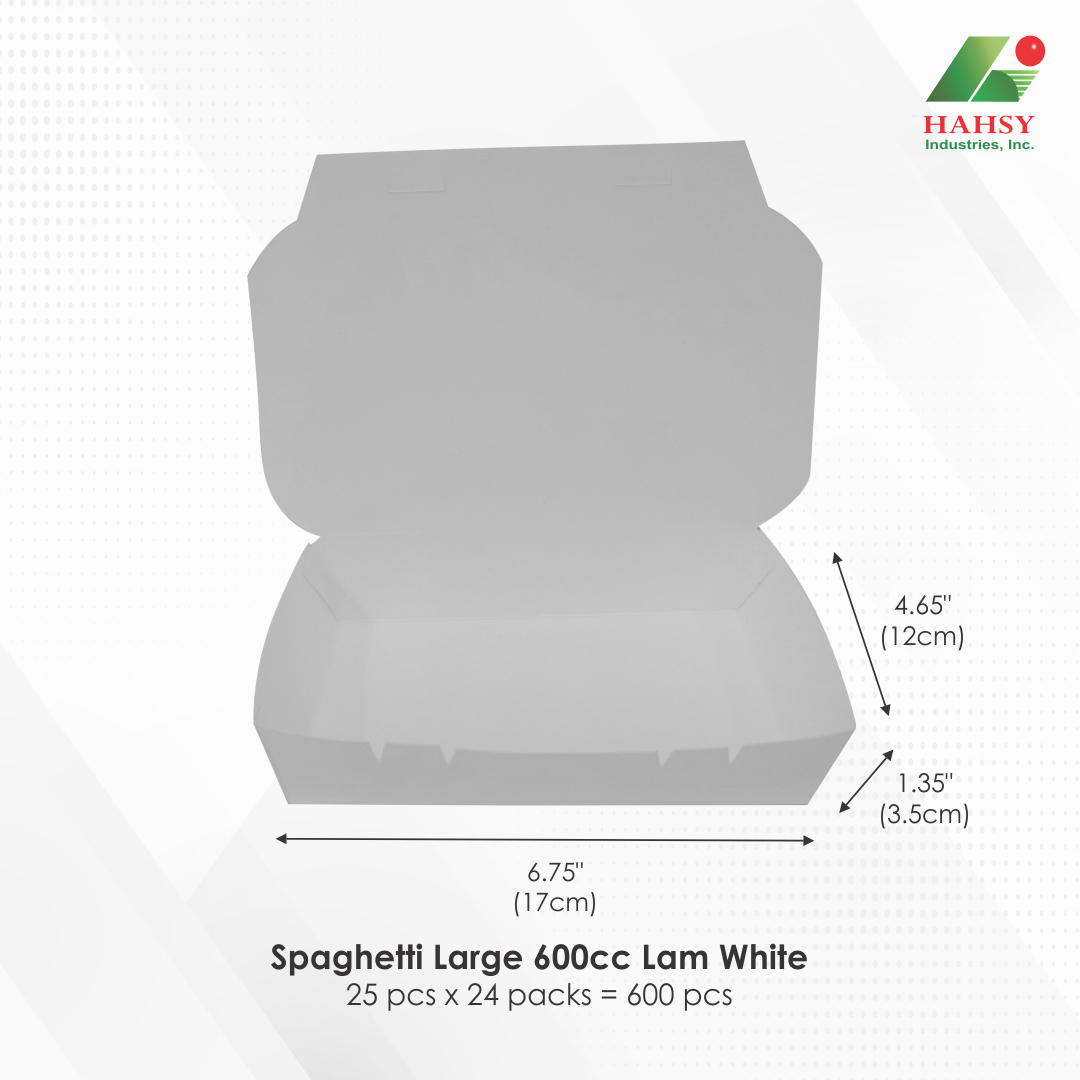 HAHSY
Industries, Inc.
4.65"
(12cm)
1.35"
(3.5cm)
6.75"
(17cm)
Spaghetti Large 600cc Lam White
25 pcs x 24 packs = 600 pcs